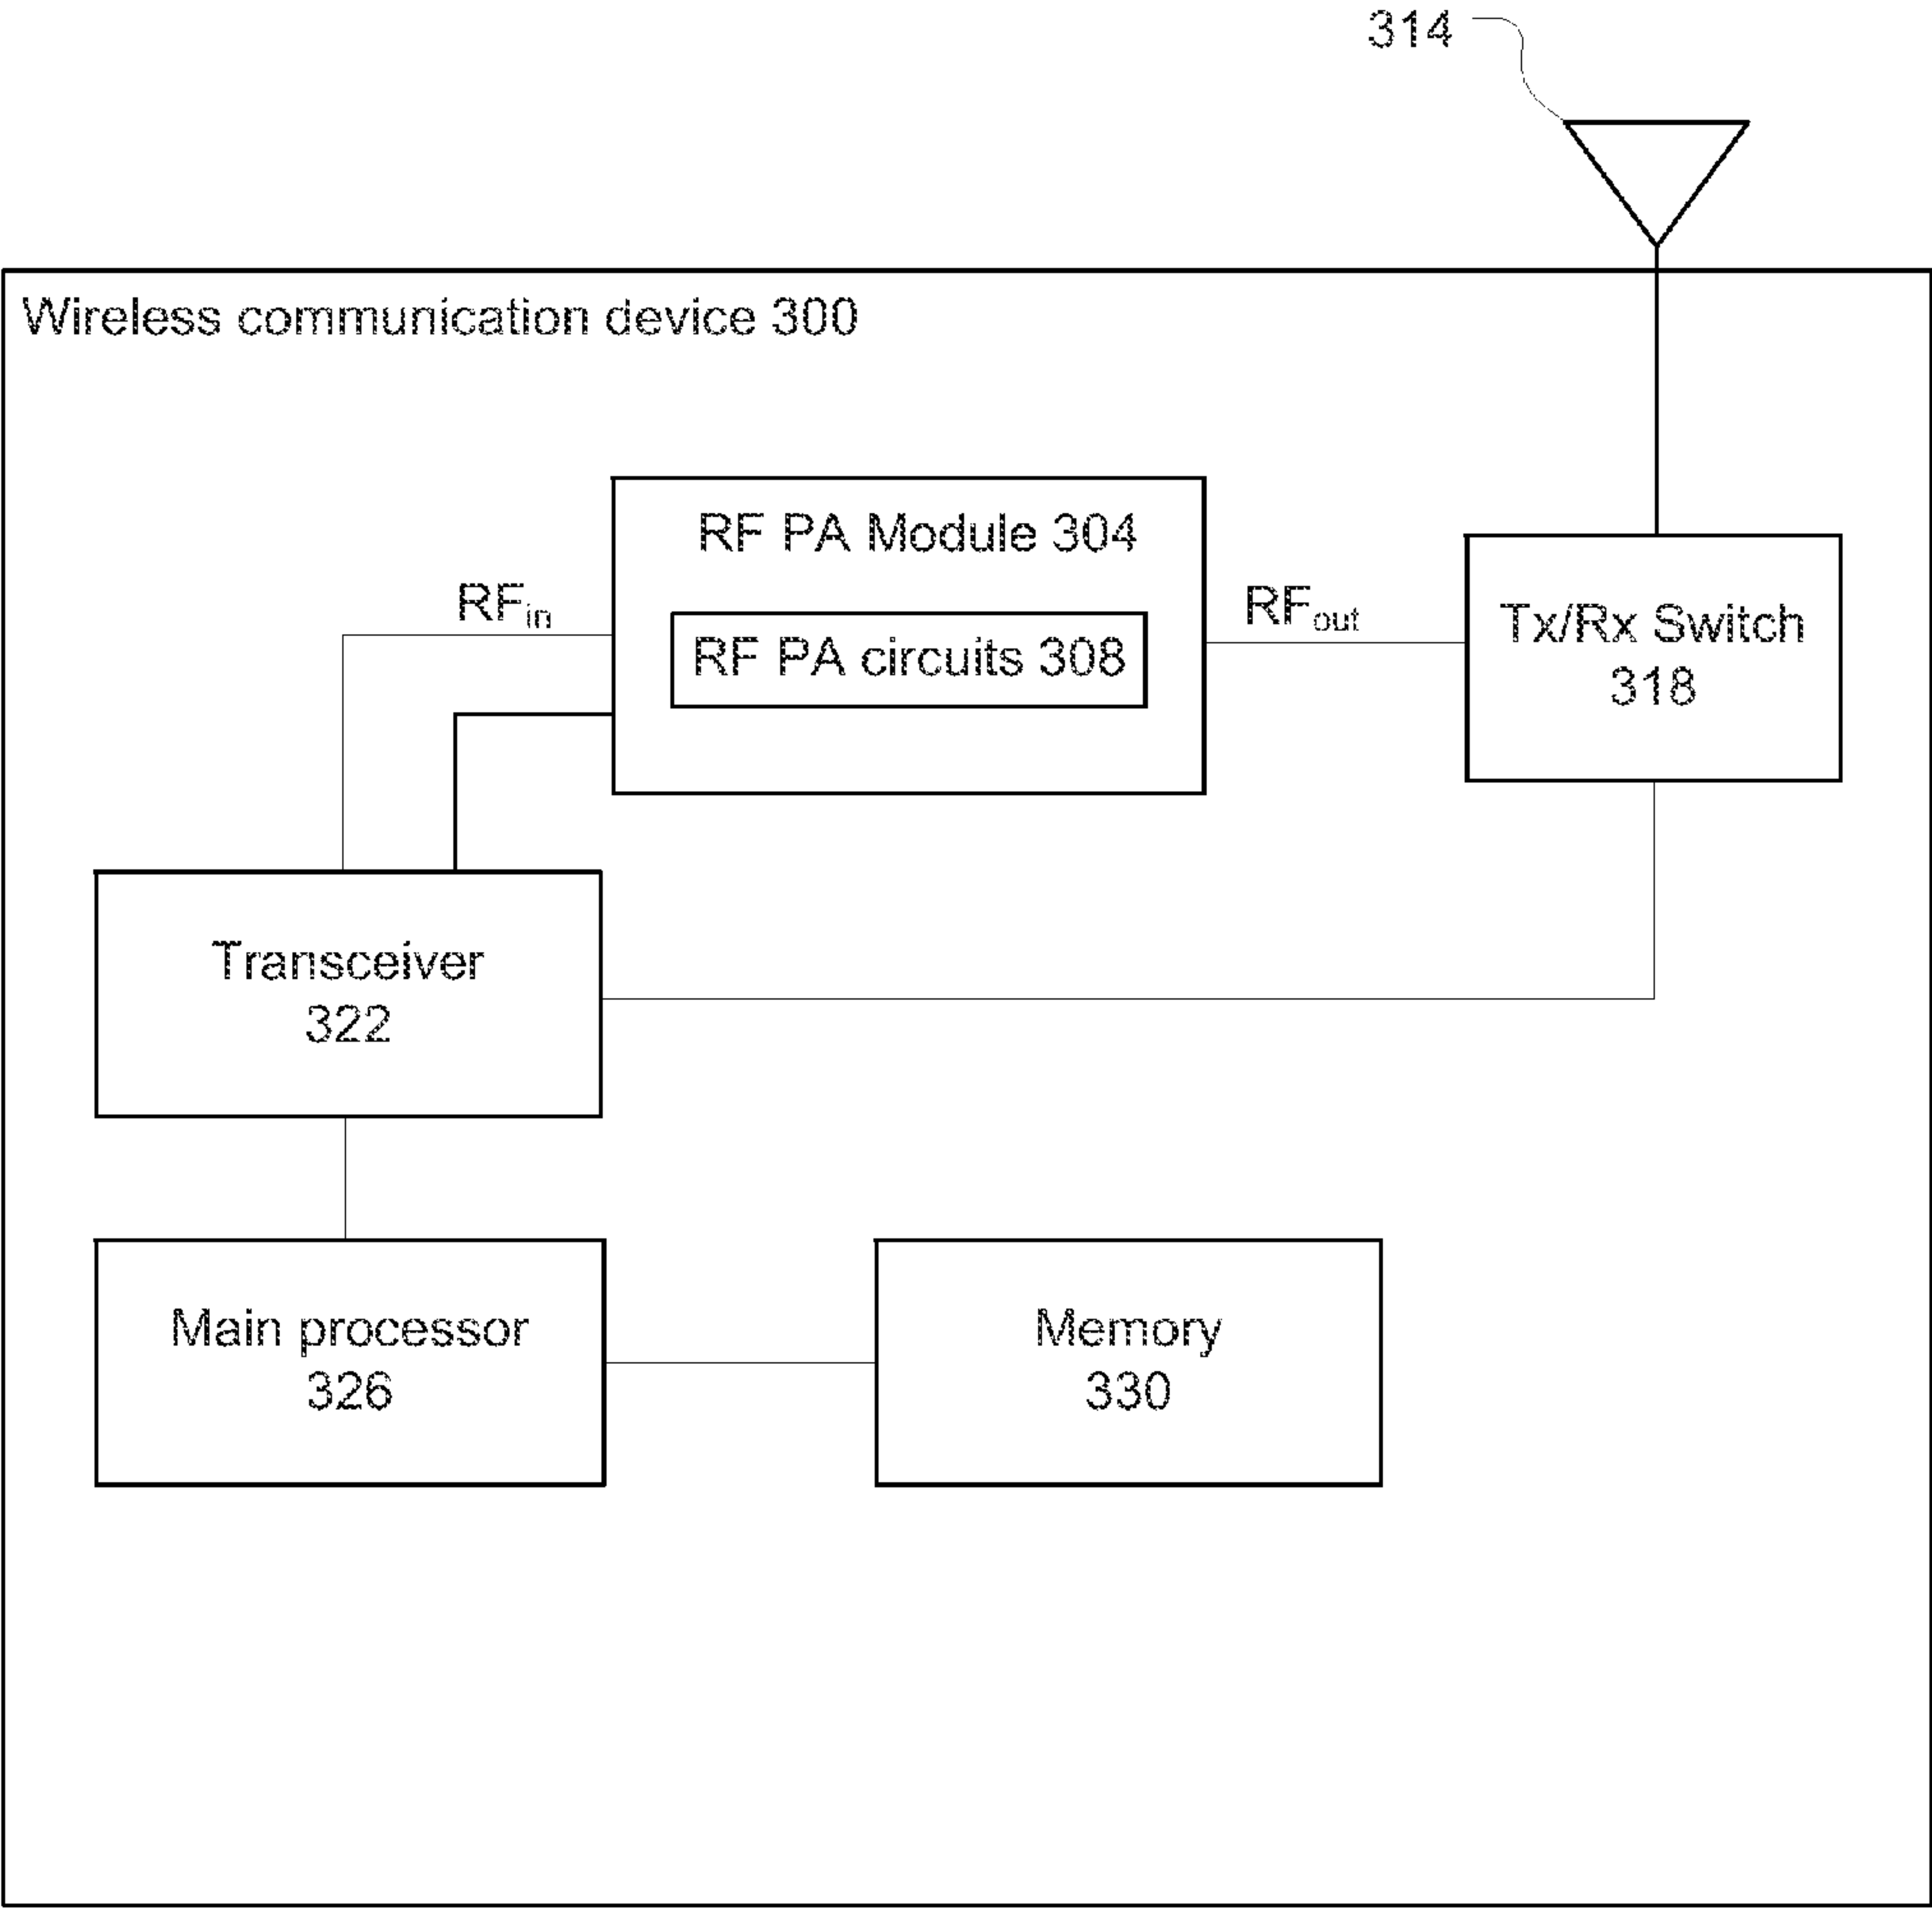 314
Wireless communication device 300
RF PA Module 304
RFin
RFout
RF PA circuits 308
Tx/Rx Switch
318
Transceiver
322
Main processor
326
Memory
330